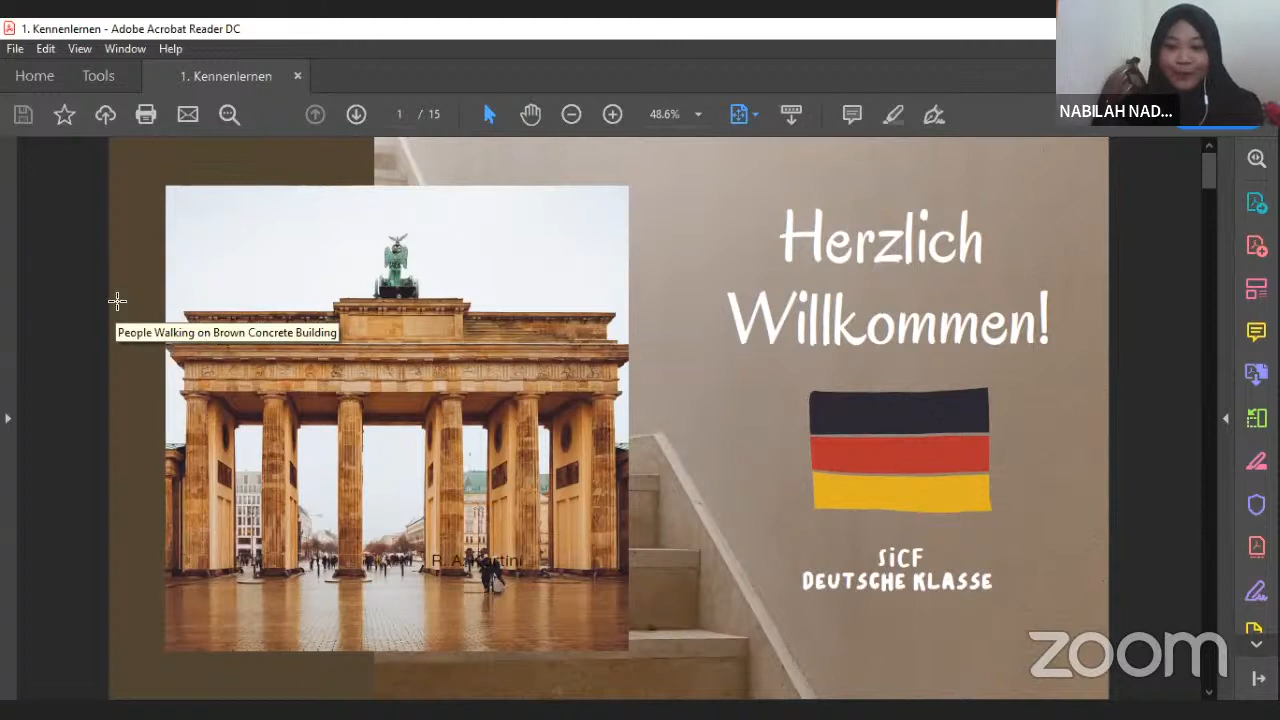 1. Kennenlernen - Adobe Acrobat Reader DC
File Edit View Window Help
Home Tools 1. Kennenlernen ×
1 / 15 48.6%
NABILAH NAD...
Herzlich
Willkommen!
People Walking on Brown Concrete Building
R. A. Kartini
SiCF
DEUTSCHE KLASSE
zoom